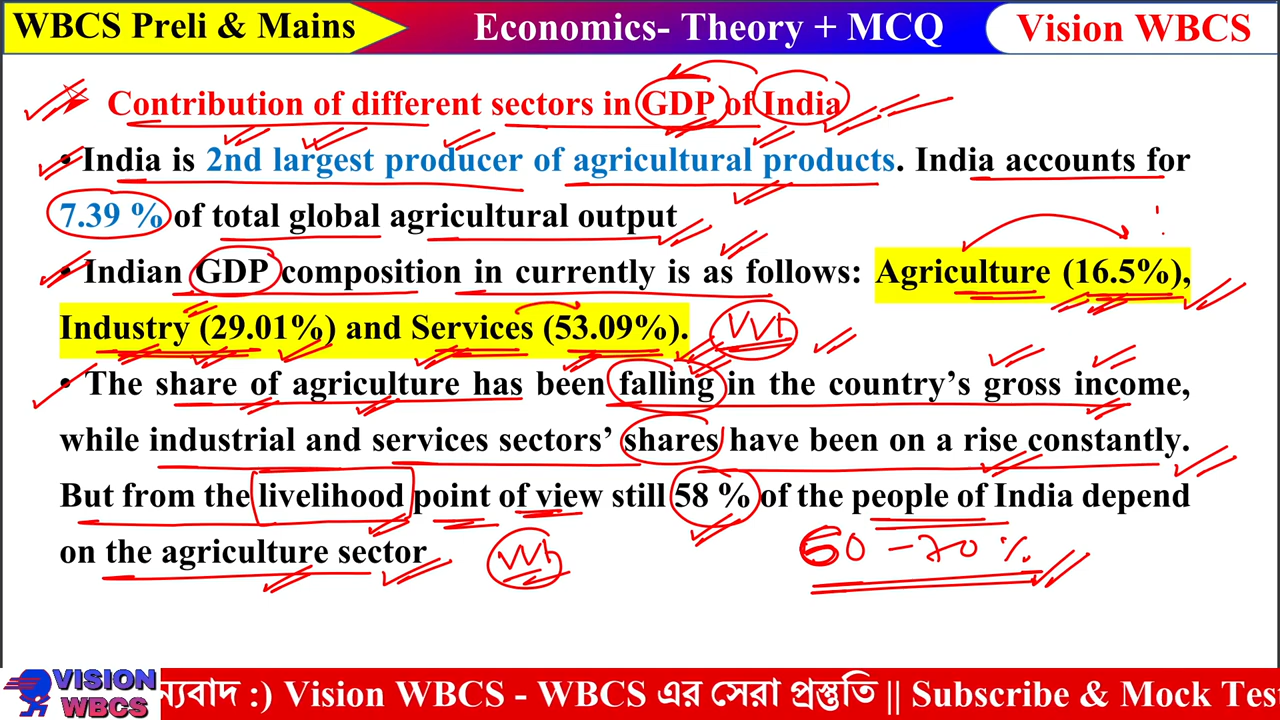 WBCS Preli & Mains
Economics- Theory + MCQ
Vision WBCS
Contribution of different sectors in GDP of India
• India is 2nd largest producer of agricultural products. India accounts for
7.39 % of total global agricultural output
• Indian GDP composition in currently is as follows: Agriculture (16.5%),
Industry (29.01%) and Services (53.09%).
VVI
• The share of agriculture has been falling in the country's gross income,
while industrial and services sectors' shares have been on a rise constantly.
But from the livelihood point of view still 58 % of the people of India depend
on the agriculture sector
VVI
60 - 70 %
VISION
WBCS
ন্যবাদ :) Vision WBCS - WBCS এর সেরা প্রস্তুতি || Subscribe & Mock Tes